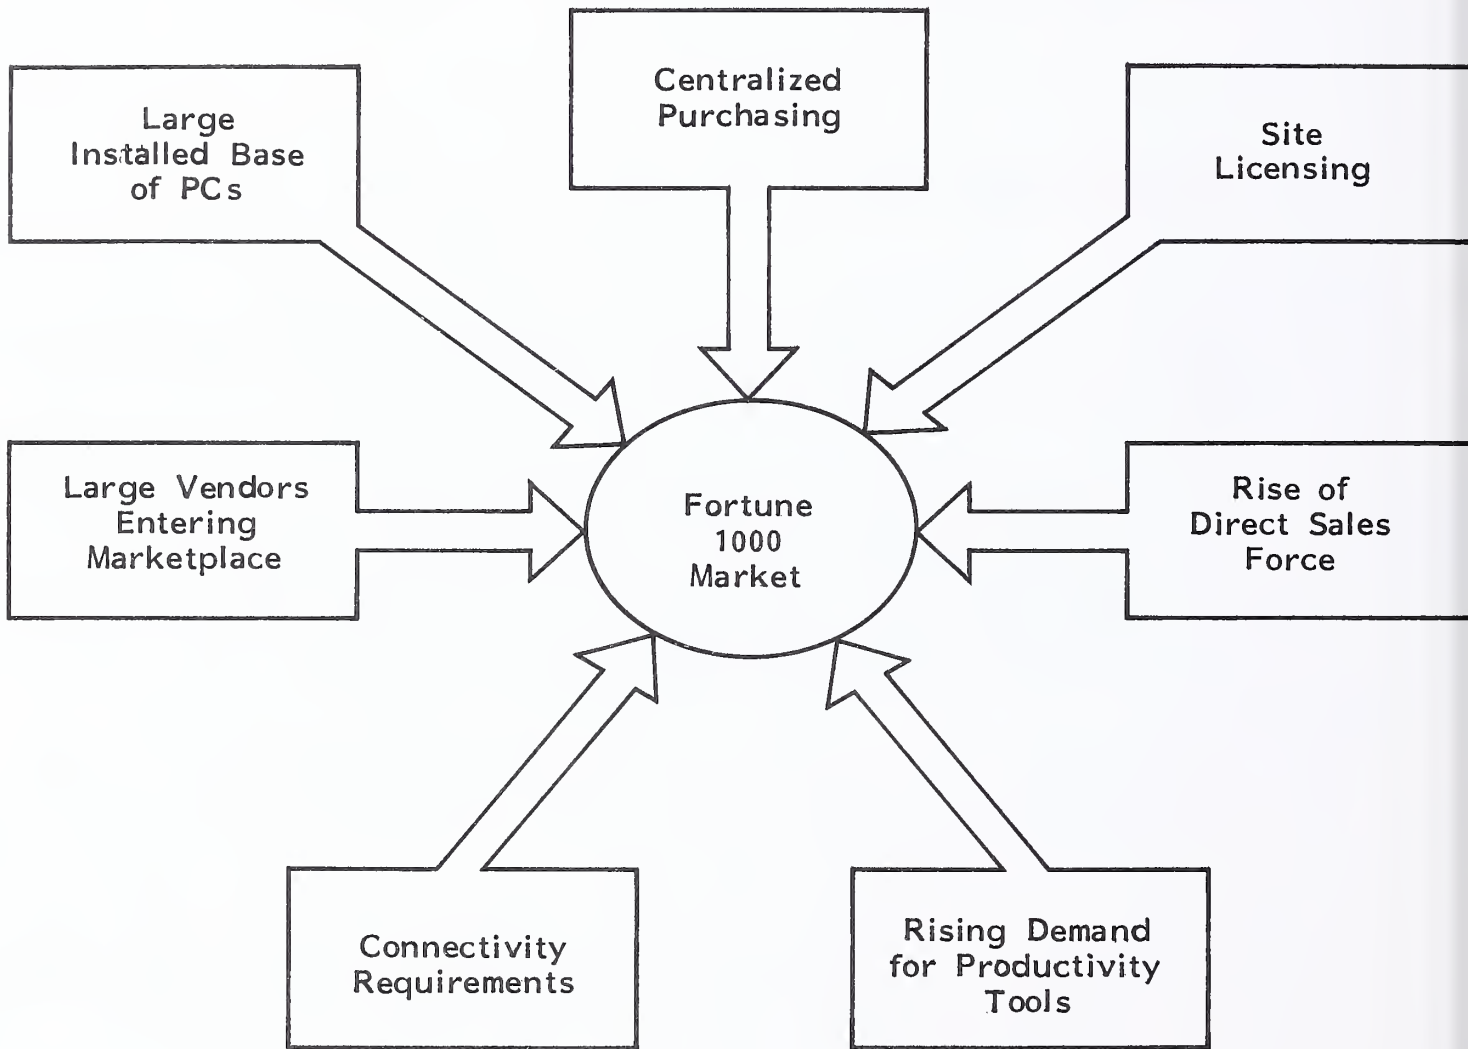 Centralized
Purchasing
Large
Installed Base
of PCs
Site
Licensing
Large Vendors
Entering
Marketplace
Fortune
1000
Market
Rise of
Direct Sales
Force
Connectivity
Requirements
Rising Demand
for Productivity
Tools